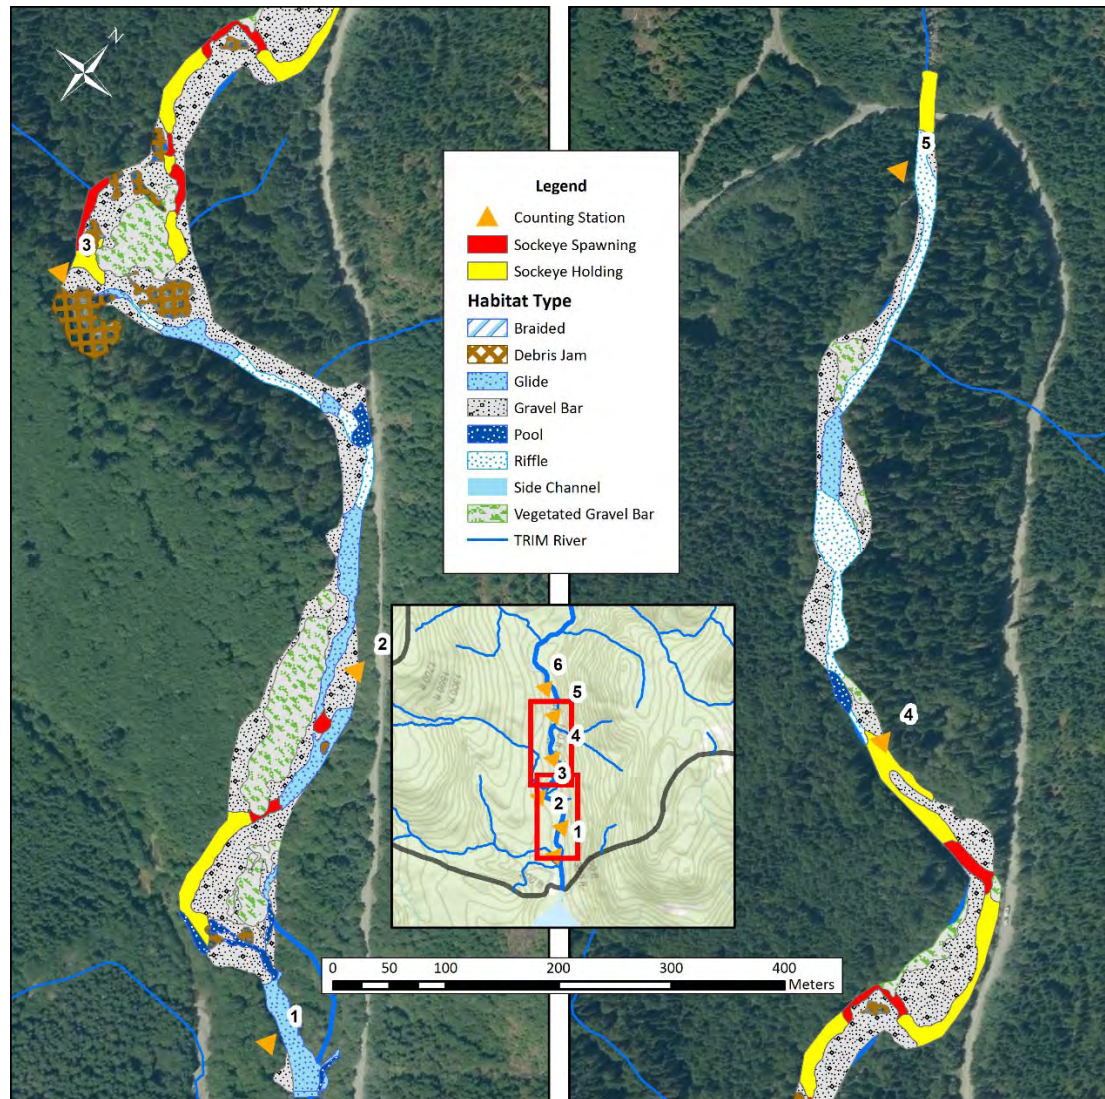 N
3
2
1
Legend
Counting Station
Sockeye Spawning
Sockeye Holding
Habitat Type
Braided
Debris Jam
Glide
Gravel Bar
Pool
Riffle
Side Channel
Vegetated Gravel Bar
TRIM River
5
4
6
5
4
3
2
1
0 50 100 200 300 400
Meters